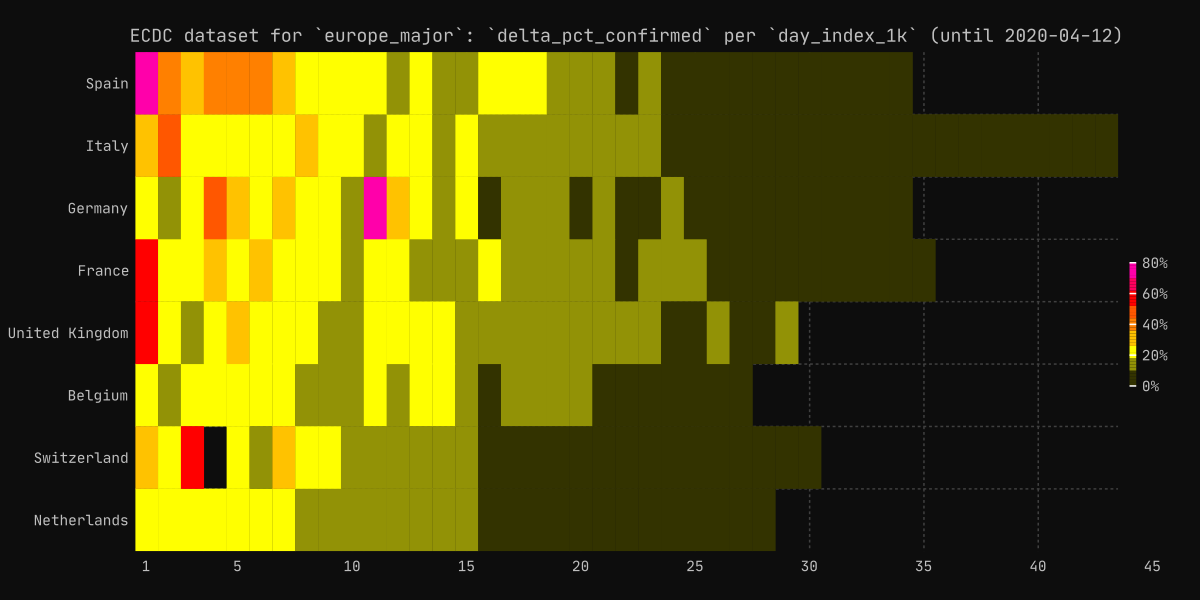 ECDC dataset for `europe_major`: `delta_pct_confirmed` per `day_index_1k` (until 2020-04-12)
Spain
Italy
Germany
France
United Kingdom
Belgium
Switzerland
Netherlands
80%
60%
40%
20%
0%
1 5 10 15 20 25 30 35 40 45